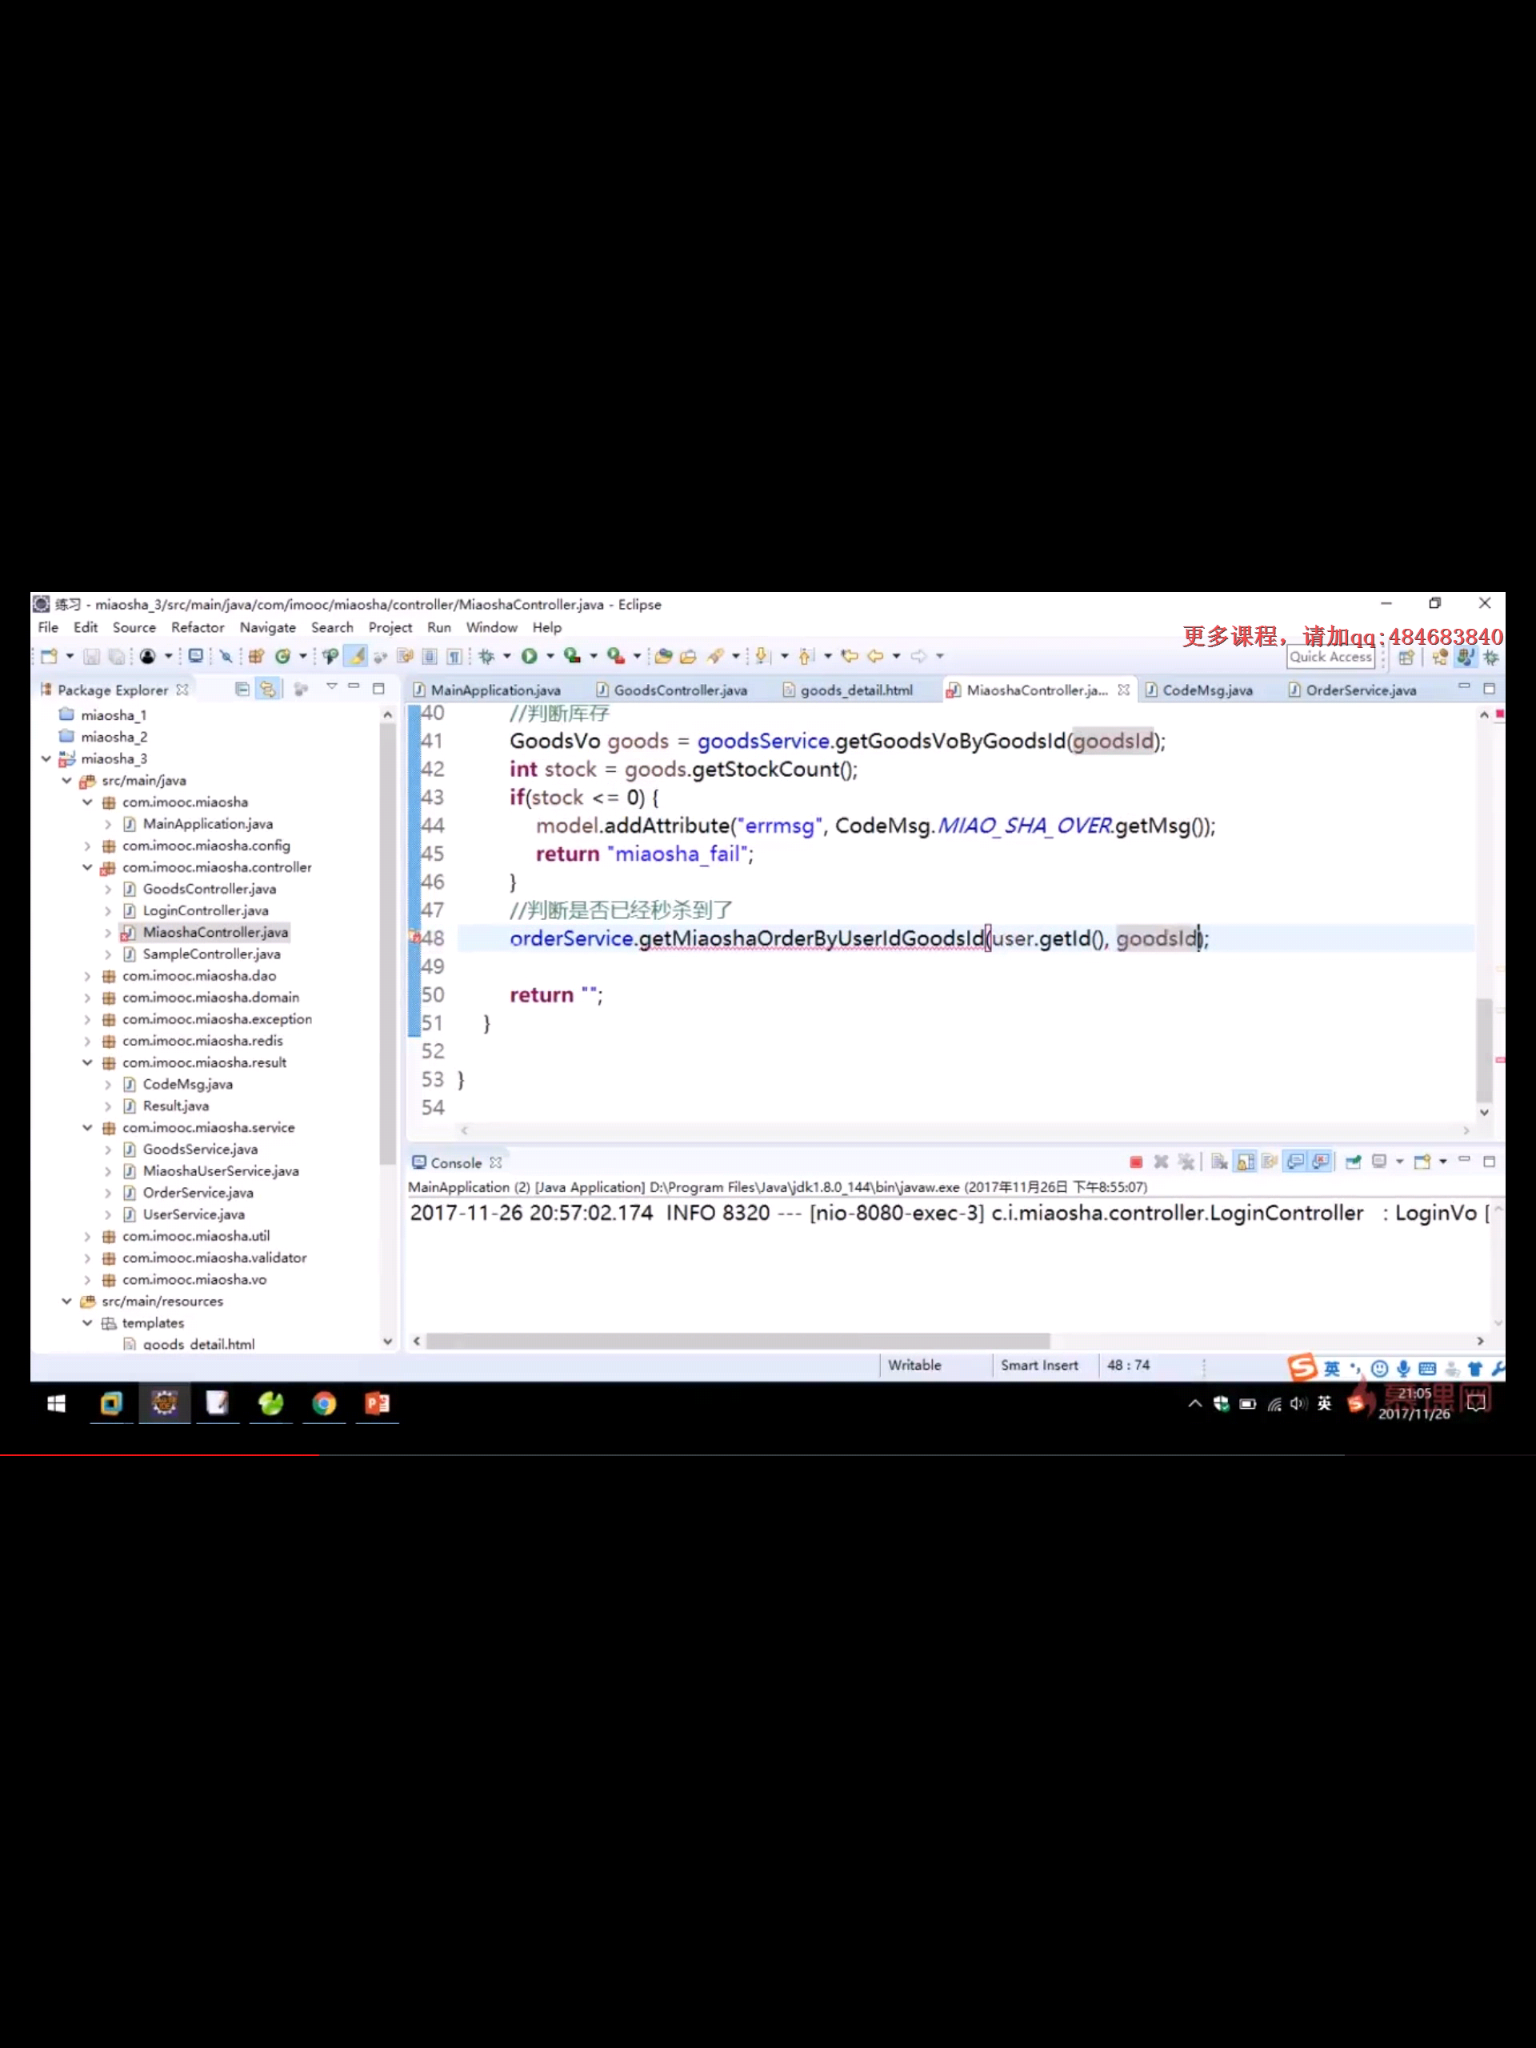 练习 - miaosha_3/src/main/java/com/imooc/miaosha/controller/MiaoshaController.java - Eclipse
File Edit Source Refactor Navigate Search Project Run Window Help
更多课程，请加qq:484683840
Quick Access
Package Explorer
MainApplication.java GoodsController.java goods_detail.html MiaoshaController.ja... CodeMsg.java OrderService.java
miaosha_1
miaosha_2
miaosha_3
src/main/java
com.imooc.miaosha
MainApplication.java
com.imooc.miaosha.config
com.imooc.miaosha.controller
GoodsController.java
LoginController.java
MiaoshaController.java
SampleController.java
com.imooc.miaosha.dao
com.imooc.miaosha.domain
com.imooc.miaosha.exception
com.imooc.miaosha.redis
com.imooc.miaosha.result
CodeMsg.java
Result.java
com.imooc.miaosha.service
GoodsService.java
MiaoshaUserService.java
OrderService.java
UserService.java
com.imooc.miaosha.util
com.imooc.miaosha.validator
com.imooc.miaosha.vo
src/main/resources
templates
goods_detail.html
40 //判断库存
41 GoodsVo goods = goodsService.getGoodsVoByGoodsId(goodsId);
42 int stock = goods.getStockCount();
43 if(stock <= 0) {
44 model.addAttribute("errmsg", CodeMsg.MIAO_SHA_OVER.getMsg());
45 return "miaosha_fail";
46 }
47 //判断是否已经秒杀到了
48 orderService.getMiaoshaOrderByUserIdGoodsId(user.getId(), goodsId);
49
50 return "";
51 }
52
53 }
54
Console
MainApplication (2) [Java Application] D:\Program Files\Java\jdk1.8.0_144\bin\javaw.exe (2017年11月26日 下午8:55:07)
2017-11-26 20:57:02.174 INFO 8320 --- [nio-8080-exec-3] c.i.miaosha.controller.LoginController : LoginVo [
Writable Smart Insert 48 : 74
英
英
21:05
2017/11/26
慕课网